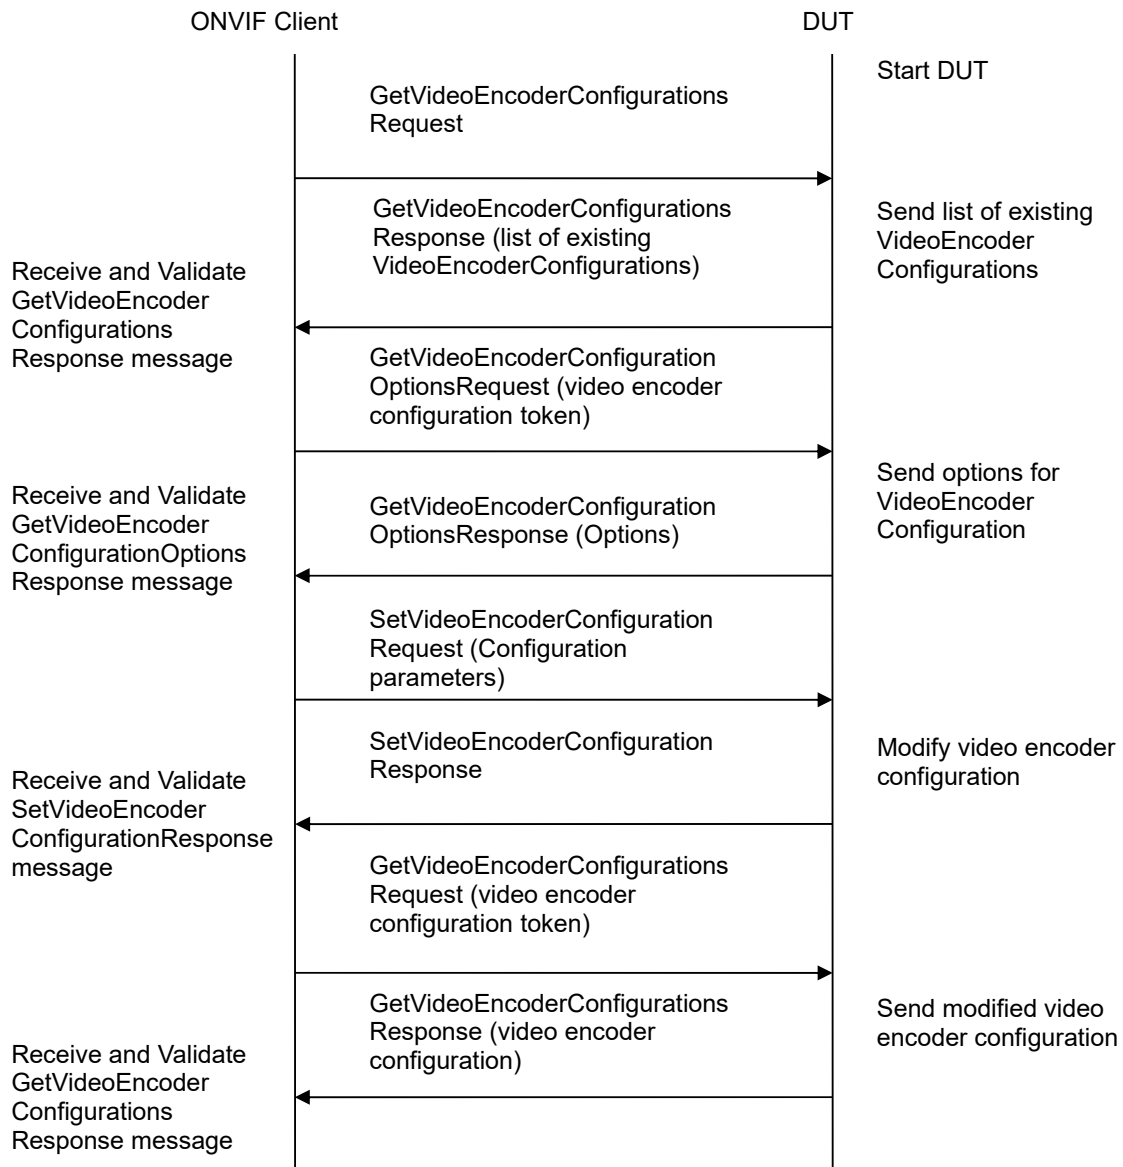 ONVIF Client
DUT
Start DUT
GetVideoEncoderConfigurations
Request
GetVideoEncoderConfigurations
Response (list of existing
VideoEncoderConfigurations)
Send list of existing
VideoEncoder
Configurations
Receive and Validate
GetVideoEncoder
Configurations
Response message
GetVideoEncoderConfiguration
OptionsRequest (video encoder
configuration token)
Send options for
VideoEncoder
Configuration
Receive and Validate
GetVideoEncoder
ConfigurationOptions
Response message
GetVideoEncoderConfiguration
OptionsResponse (Options)
SetVideoEncoderConfiguration
Request (Configuration
parameters)
SetVideoEncoderConfiguration
Response
Modify video encoder
configuration
Receive and Validate
SetVideoEncoder
ConfigurationResponse
message
GetVideoEncoderConfigurations
Request (video encoder
configuration token)
GetVideoEncoderConfigurations
Response (video encoder
configuration)
Send modified video
encoder configuration
Receive and Validate
GetVideoEncoder
Configurations
Response message